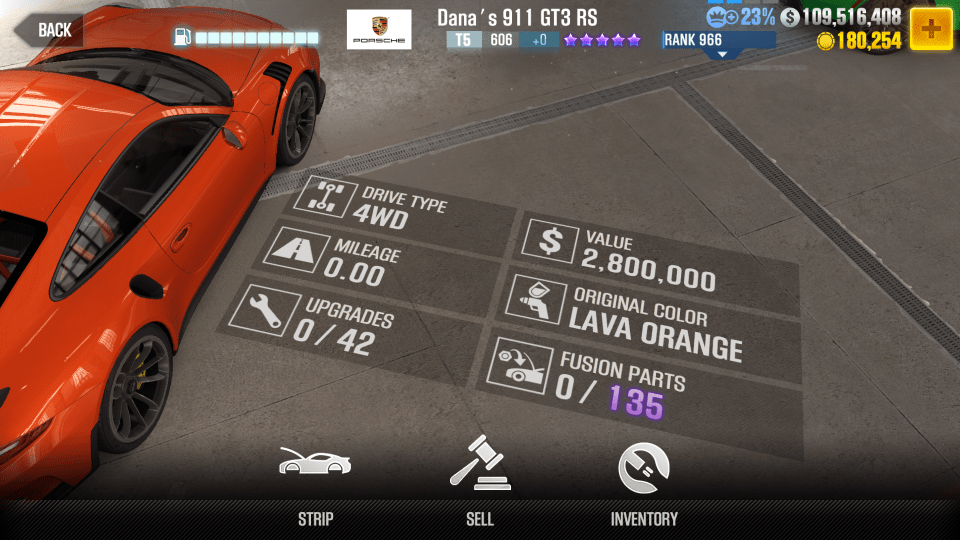 BACK
PORSCHE
Dana's 911 GT3 RS
T5 606 +0
RANK 966
23%
$ 109,516,408
180,254
DRIVE TYPE
4WD
MILEAGE
0.00
UPGRADES
0 / 42
$
VALUE
2,800,000
ORIGINAL COLOR
LAVA ORANGE
FUSION PARTS
0 / 135
STRIP
SELL
INVENTORY